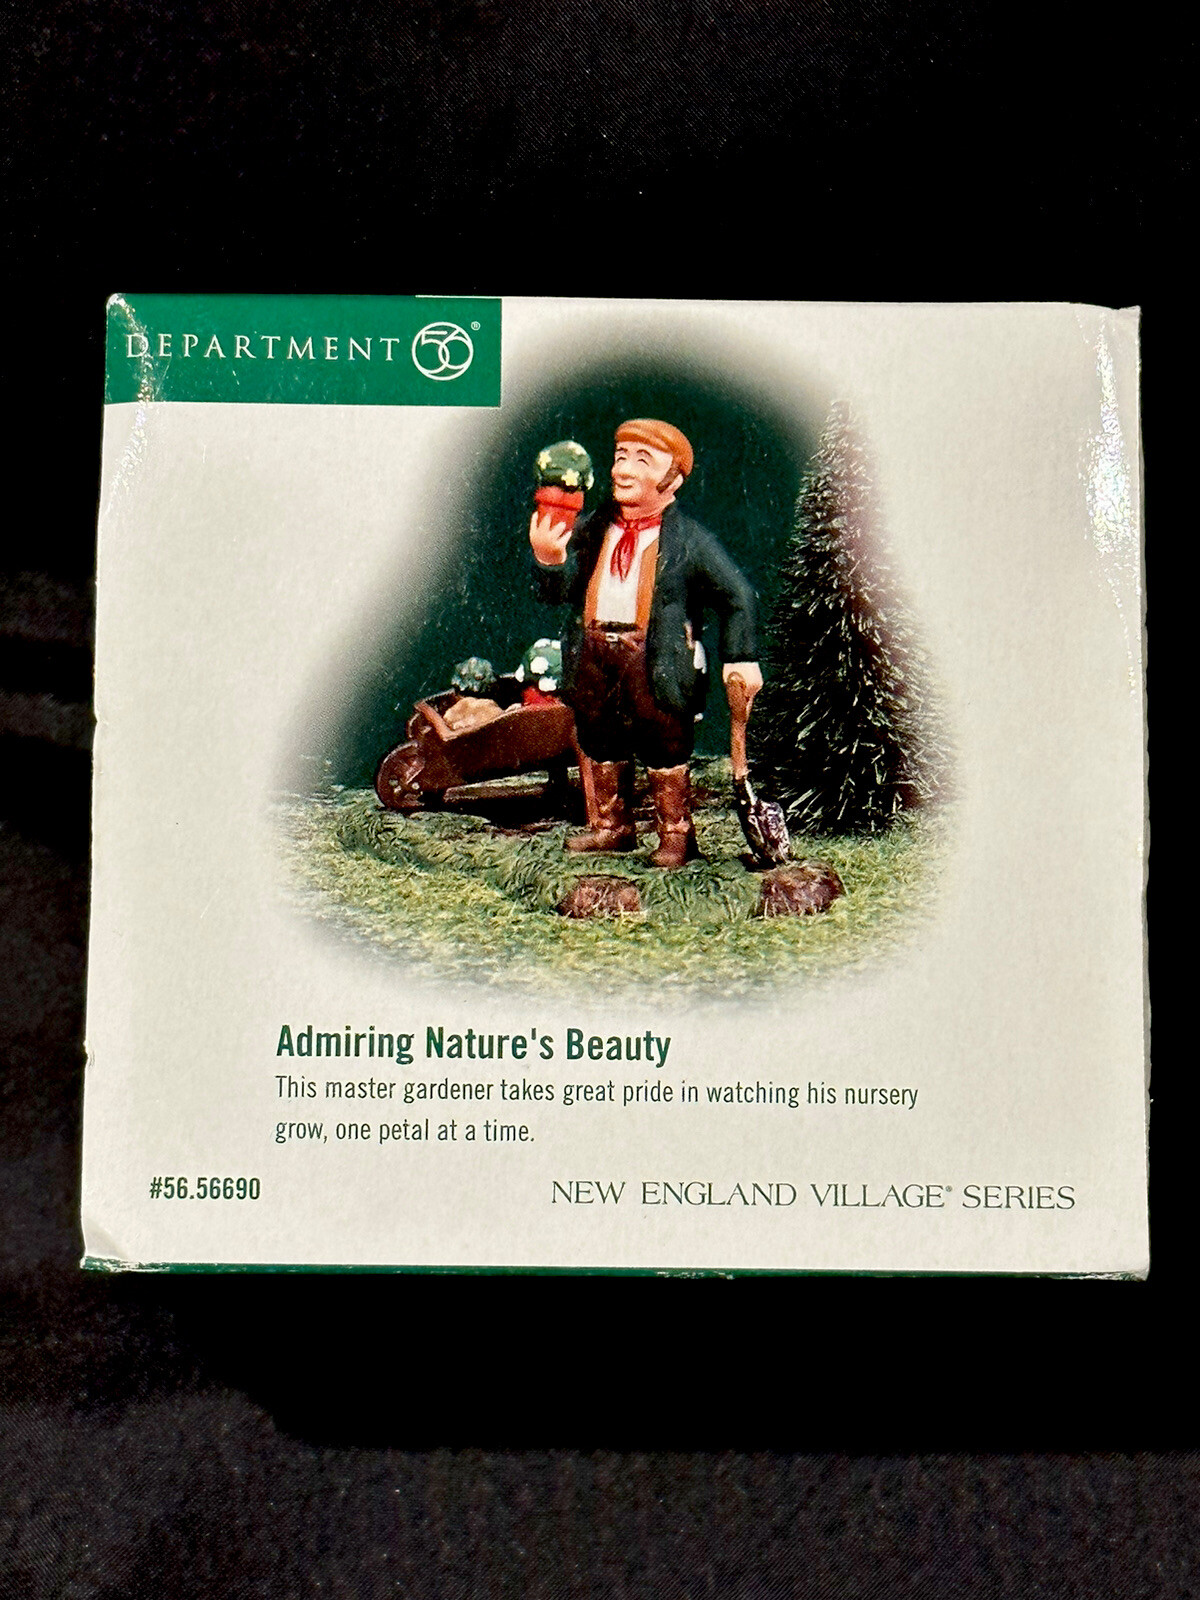 DEPARTMENT 56®
Admiring Nature's Beauty
This master gardener takes great pride in watching his nursery
grow, one petal at a time.
#56.56690
NEW ENGLAND VILLAGE® SERIES